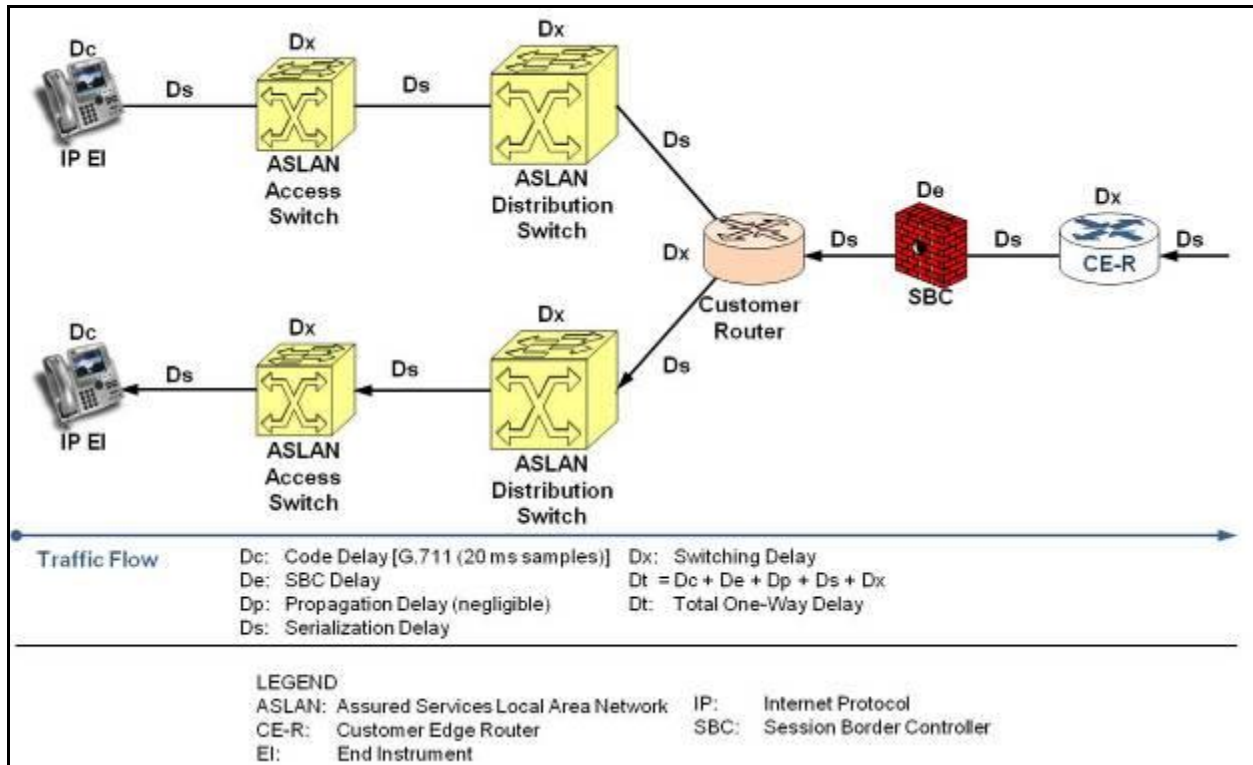 Dc
Dx
Dx
Ds
Ds
IP EI
ASLAN
Access
Switch
ASLAN
Distribution
Switch
Ds
De
Dx
Dx
Ds
Ds
Ds
CE-R
SBC
Customer
Router
Dc
Dx
Dx
Ds
Ds
Ds
IP EI
ASLAN
Access
Switch
ASLAN
Distribution
Switch
Traffic Flow
Dc: Code Delay [G.711 (20 ms samples)] Dx: Switching Delay
De: SBC Delay Dt = Dc + De + Dp + Ds + Dx
Dp: Propagation Delay (negligible) Dt: Total One-Way Delay
Ds: Serialization Delay
LEGEND
ASLAN: Assured Services Local Area Network IP: Internet Protocol
CE-R: Customer Edge Router SBC: Session Border Controller
EI: End Instrument